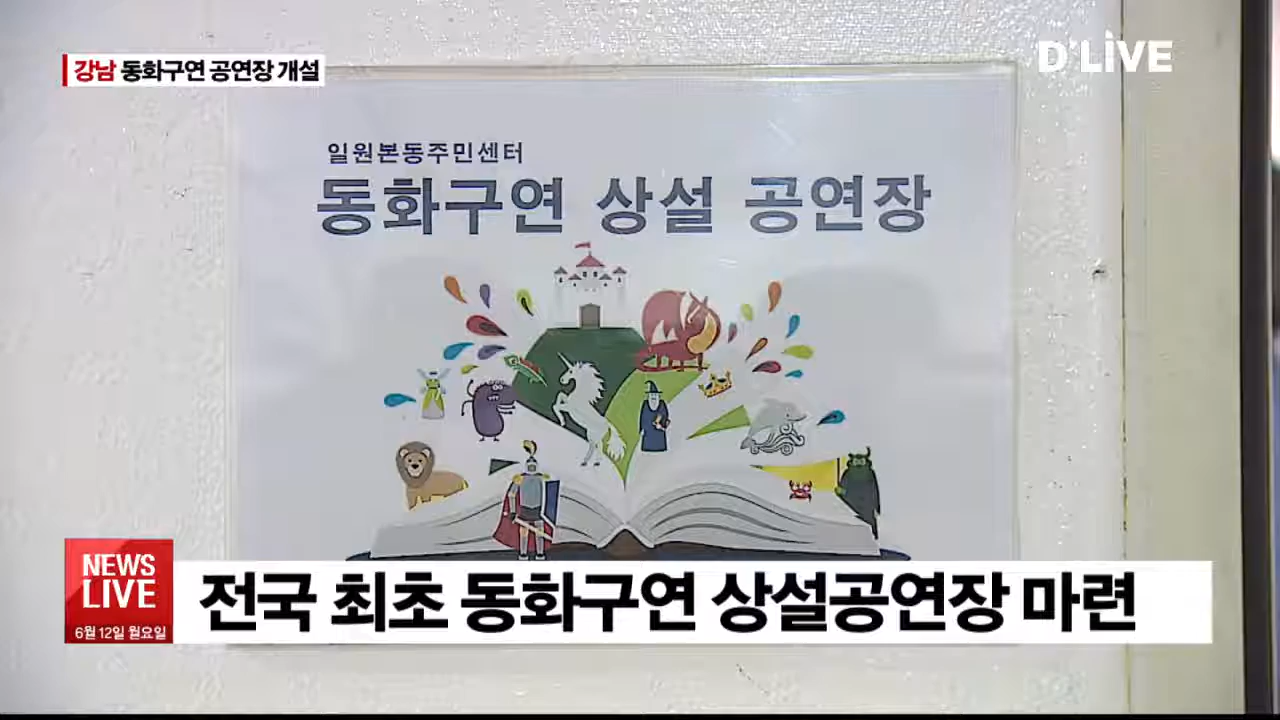 강남 동화구연 공연장 개설
D'LIVE
일원본동주민센터
동화구연 상설 공연장
NEWS
LIVE
6월 12일 월요일
전국 최초 동화구연 상설공연장 마련